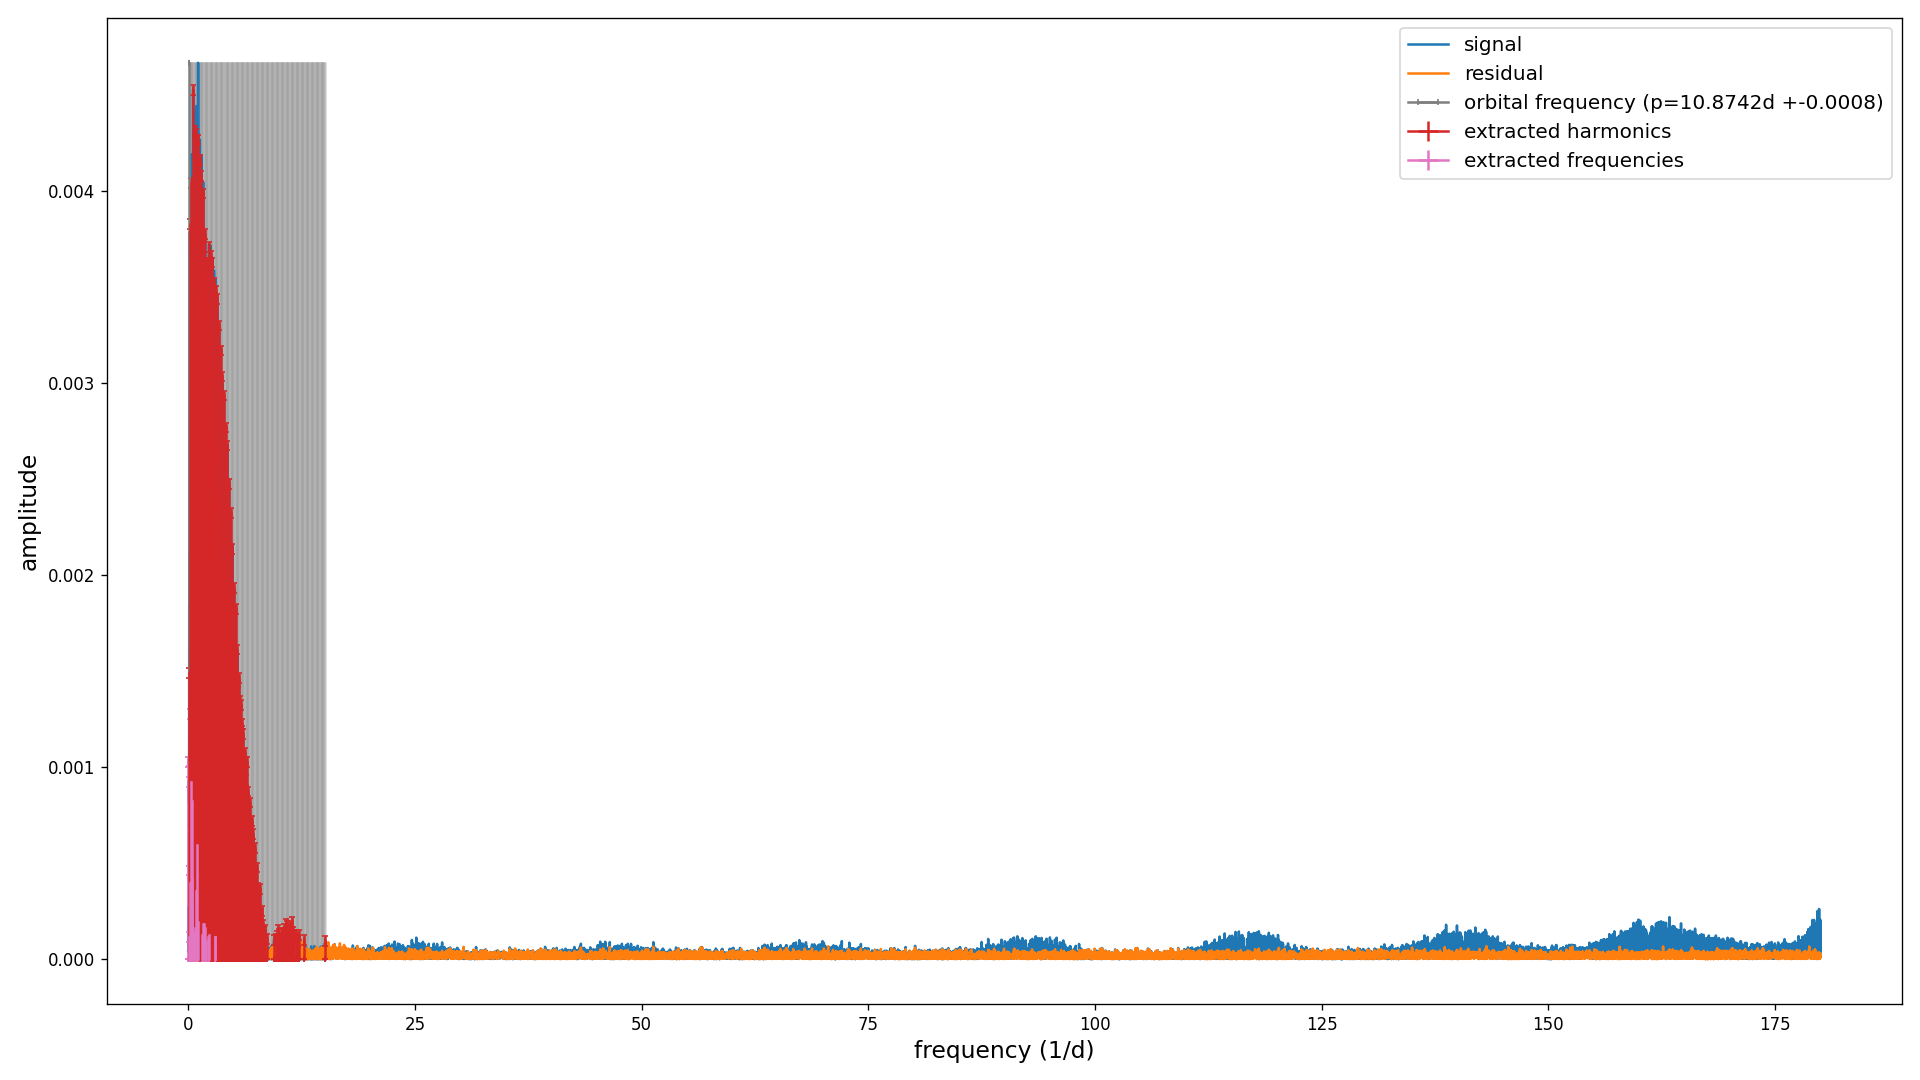 signal
residual
orbital frequency (p=10.8742d +-0.0008)
extracted harmonics
extracted frequencies
amplitude
0.004
0.003
0.002
0.001
0.000
0
25
50
75
100
125
150
175
frequency (1/d)